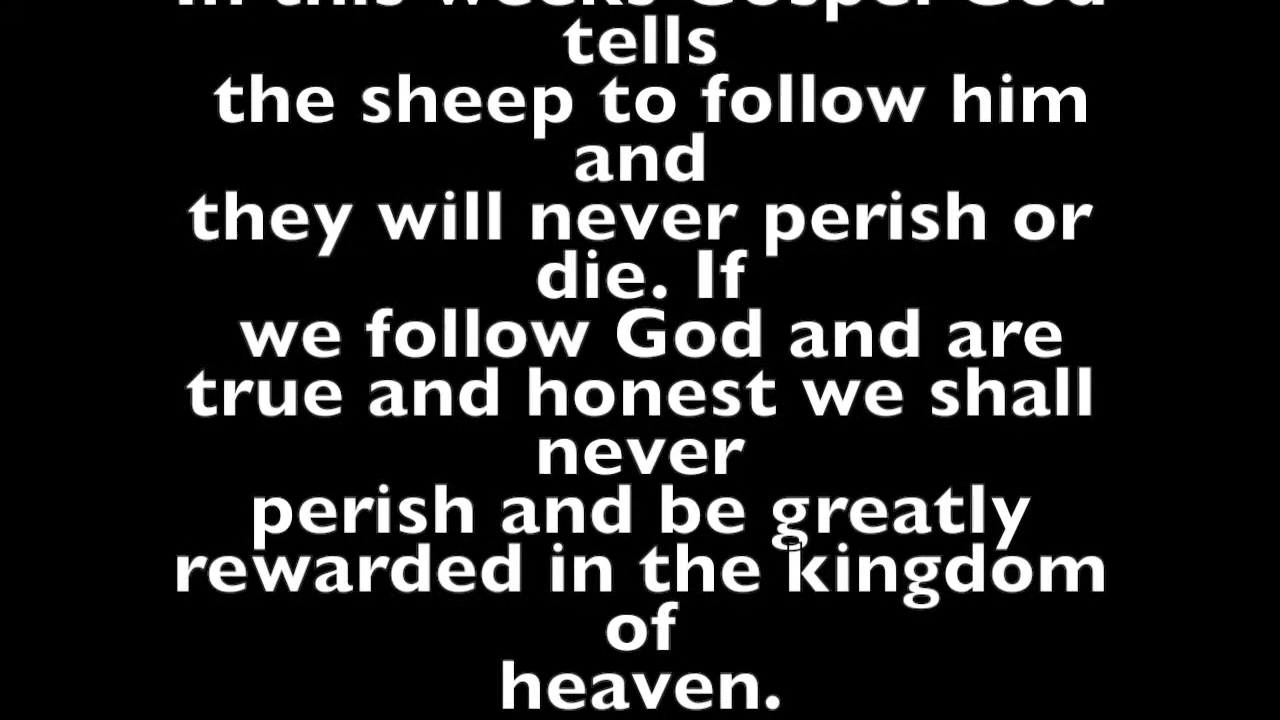 In this weeks Gospel God
tells
the sheep to follow him
and
they will never perish or
die. If
we follow God and are
true and honest we shall
never
perish and be greatly
rewarded in the kingdom
of
heaven.